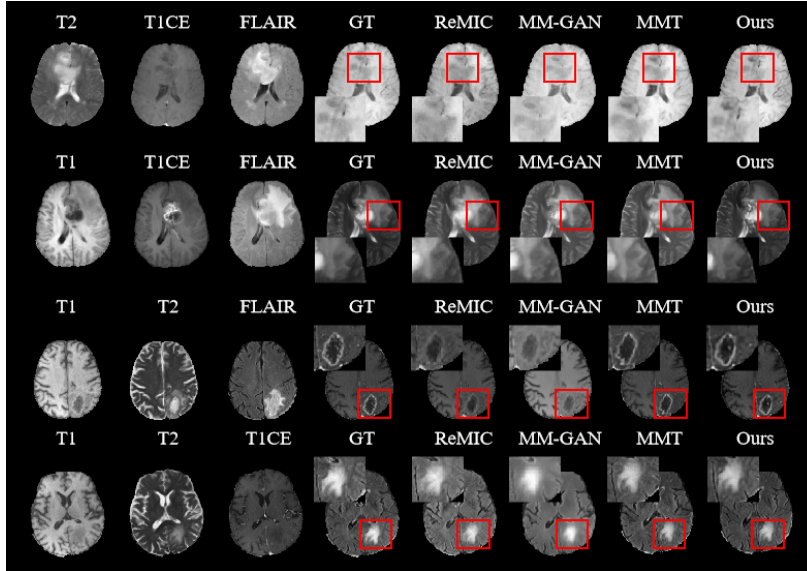 T2 T1CE FLAIR GT ReMIC MM-GAN MMT Ours
T1 T1CE FLAIR GT ReMIC MM-GAN MMT Ours
T1 T2 FLAIR GT ReMIC MM-GAN MMT Ours
T1 T2 T1CE GT ReMIC MM-GAN MMT Ours